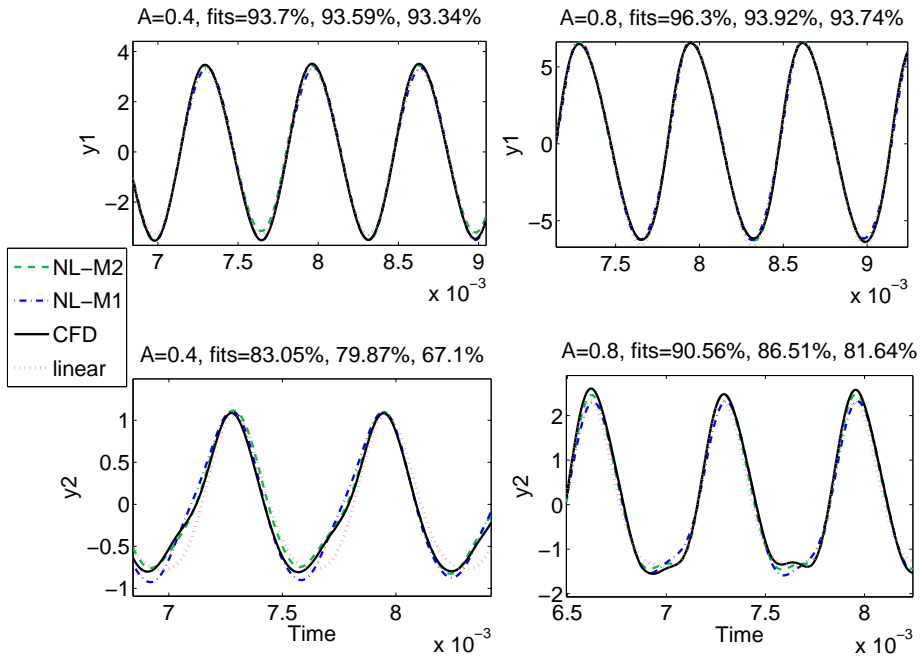 A=0.4, fits=93.7%, 93.59%, 93.34%
4
2
0
−2
y1
7
7.5
8
8.5
9
x 10⁻³
A=0.8, fits=96.3%, 93.92%, 93.74%
5
0
−5
y1
7.5
8
8.5
9
x 10⁻³
NL−M2
NL−M1
CFD
linear
A=0.4, fits=83.05%, 79.87%, 67.1%
1
0.5
0
−0.5
−1
y2
7
7.5
8
Time
x 10⁻³
A=0.8, fits=90.56%, 86.51%, 81.64%
2
0
−1
−2
y2
6.5
7
7.5
8
Time
x 10⁻³